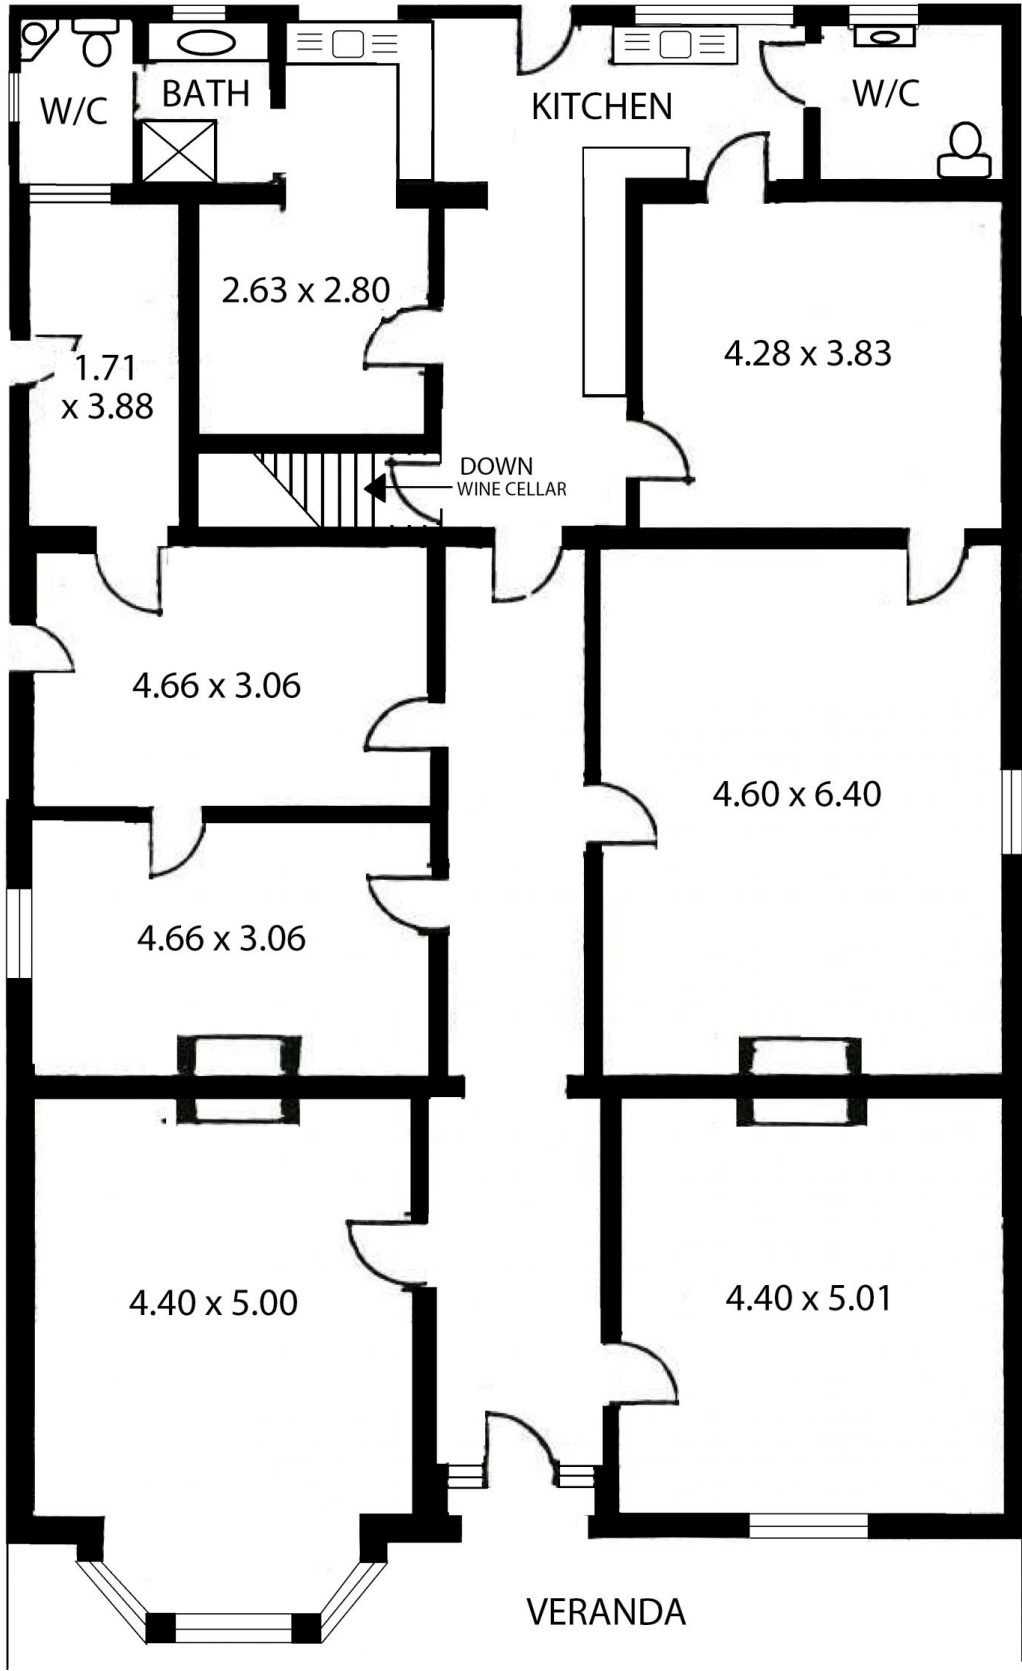 W/C
BATH
KITCHEN
W/C
2.63 x 2.80
4.28 x 3.83
1.71
x 3.88
DOWN
WINE CELLAR
4.66 x 3.06
4.60 x 6.40
4.66 x 3.06
4.40 x 5.00
4.40 x 5.01
VERANDA